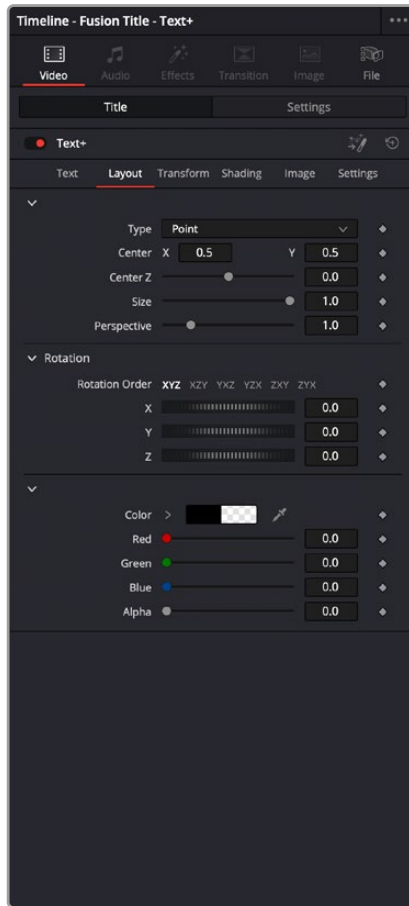 Timeline - Fusion Title - Text+
Video Audio Effects Transition Image File
Title Settings
Text+
Text Layout Transform Shading Image Settings
Type Point
Center X 0.5 Y 0.5
Center Z 0.0
Size 1.0
Perspective 1.0
Rotation
Rotation Order XYZ XZY YXZ YZX ZXY ZYX
X 0.0
Y 0.0
Z 0.0
Color
Red 0.0
Green 0.0
Blue 0.0
Alpha 0.0